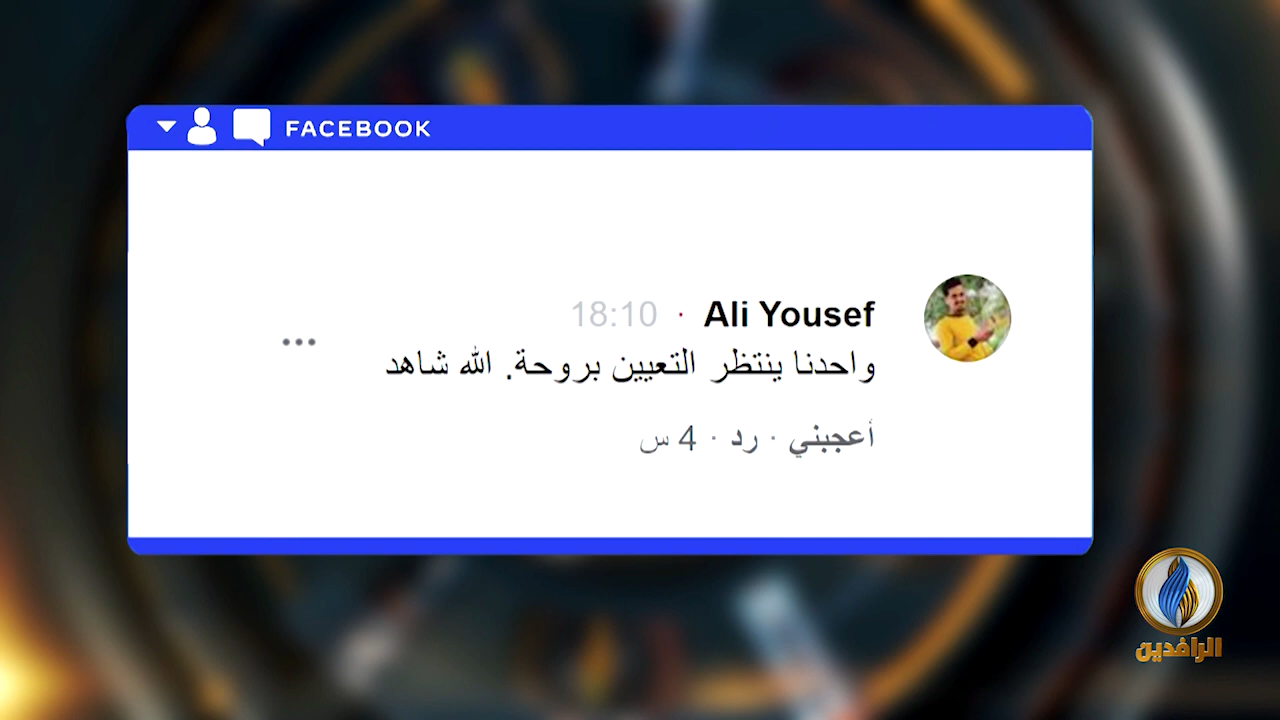 FACEBOOK
Ali Yousef · 18:10
واحدنا ينتظر التعيين بروحة. الله شاهد
أعجبني · رد · 4 س
الرافدين